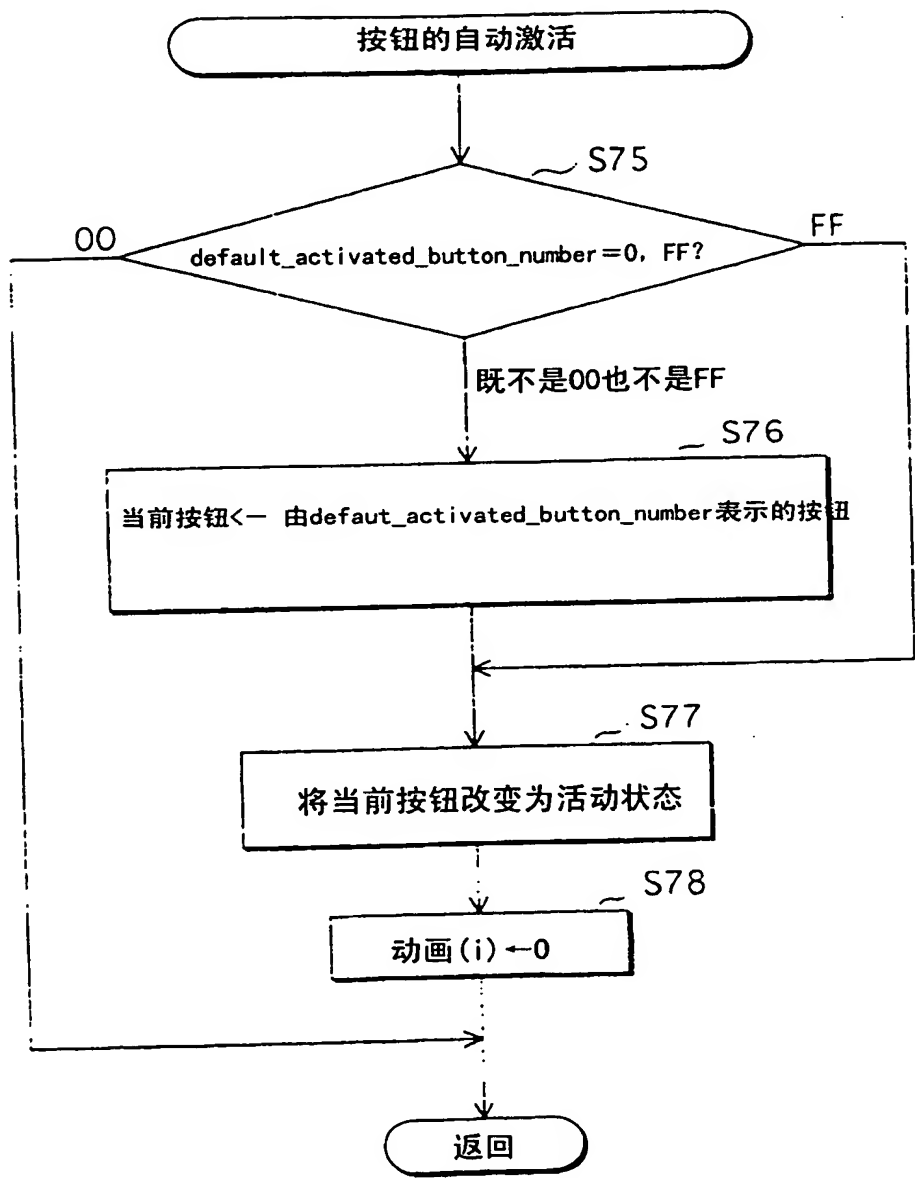 按钮的自动激活
S75
00
FF
default_activated_button_number=0, FF?
既不是00也不是FF
S76
当前按钮<— 由defaut_activated_button_number表示的按钮
S77
将当前按钮改变为活动状态
S78
动画(i)←0
返回